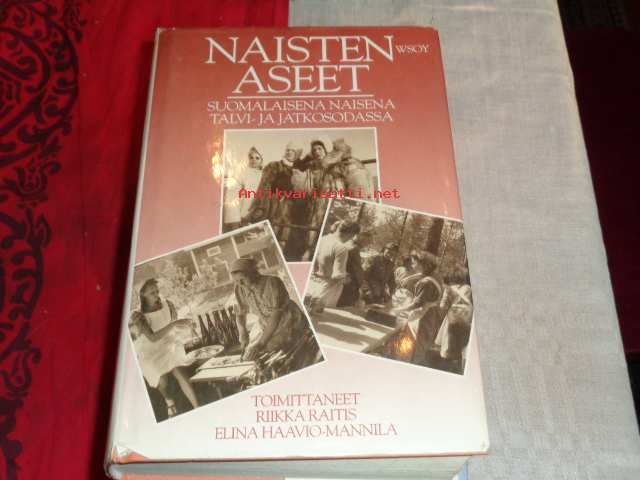 NAISTEN WSOY
ASEET
SUOMALAISENA NAISENA
TALVI- JA JATKOSODASSA
Antikvariaatti.net
TOIMITTANEET
RIIKKA RAITIS
ELINA HAAVIO-MANNILA